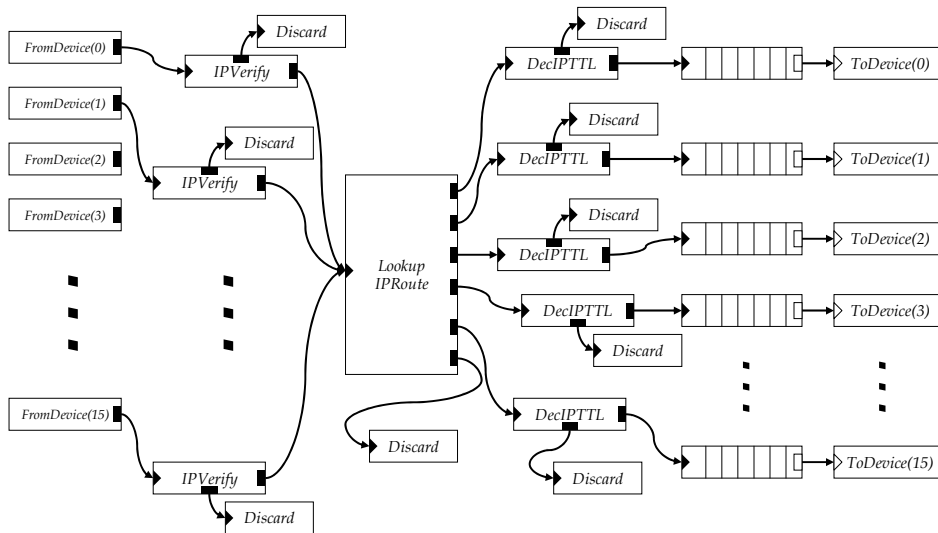 FromDevice(0)
Discard
IPVerify
FromDevice(1)
Discard
FromDevice(2)
IPVerify
FromDevice(3)
FromDevice(15)
IPVerify
Discard
Lookup
IPRoute
Discard
Discard
DecIPTTL
ToDevice(0)
Discard
DecIPTTL
ToDevice(1)
Discard
DecIPTTL
ToDevice(2)
DecIPTTL
ToDevice(3)
Discard
DecIPTTL
Discard
ToDevice(15)